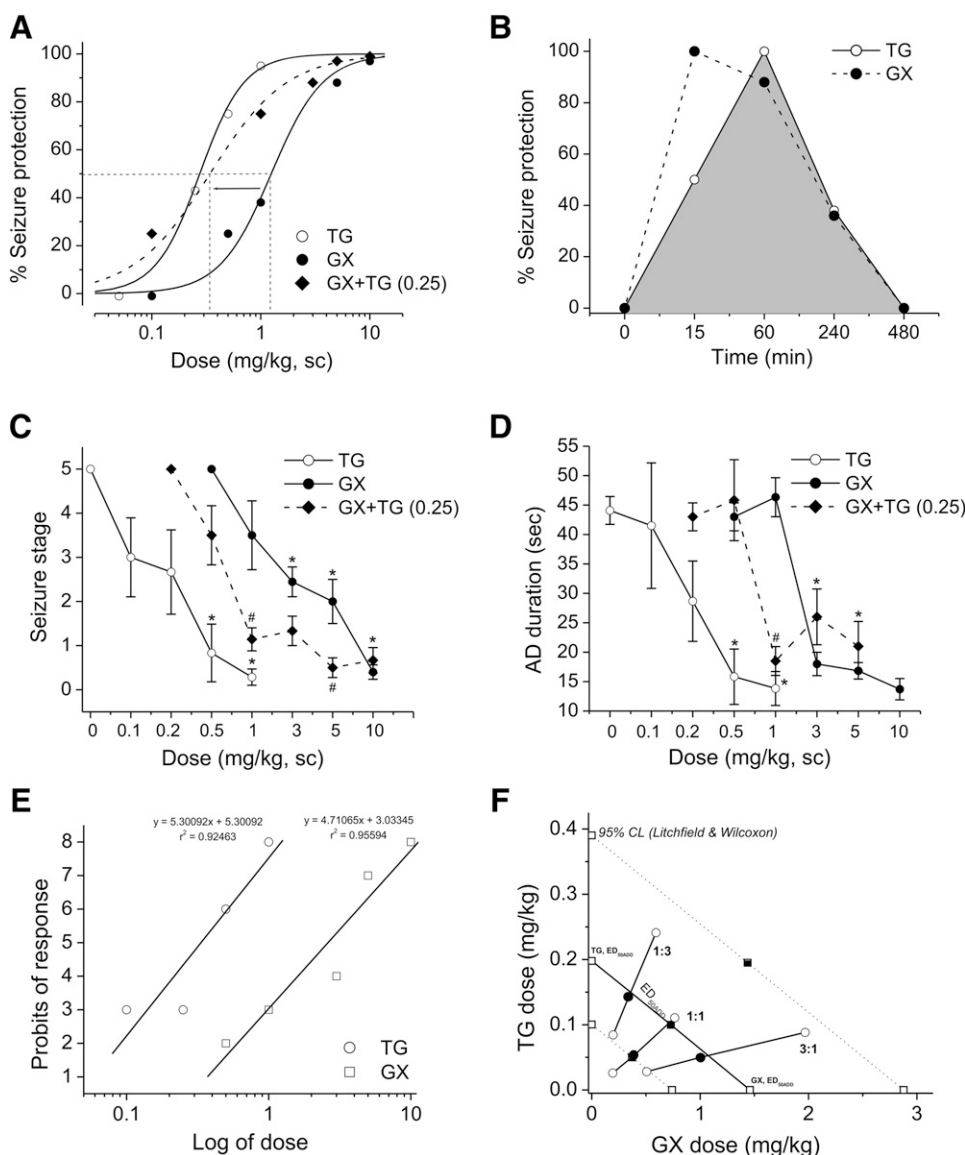 A
% Seizure protection
100
80
60
40
20
0
TG
GX
GX+TG (0.25)
0.1
1
10
Dose (mg/kg, sc)
B
% Seizure protection
100
80
60
40
20
0
TG
GX
0
15
60
240
480
Time (min)
C
Seizure stage
5
4
3
2
1
0
TG
GX
GX+TG (0.25)
*
*
#
*
*
#
*
0
0.1
0.2
0.5
1
3
5
10
Dose (mg/kg, sc)
D
AD duration (sec)
55
50
45
40
35
30
25
20
15
10
TG
GX
GX+TG (0.25)
*
*
#
*
*
0
0.1
0.2
0.5
1
3
5
10
Dose (mg/kg, sc)
E
y = 5.30092x + 5.30092
r² = 0.92463
y = 4.71065x + 3.03345
r² = 0.95594
Probits of response
8
7
6
5
4
3
2
1
TG
GX
0.1
1
10
Log of dose
F
TG dose (mg/kg)
0.4
0.3
0.2
0.1
0.0
95% CL (Litchfield & Wilcoxon)
TG, ED50ADD
1:3
ED50ADD
1:1
3:1
GX, ED50ADD
0
1
2
3
GX dose (mg/kg)